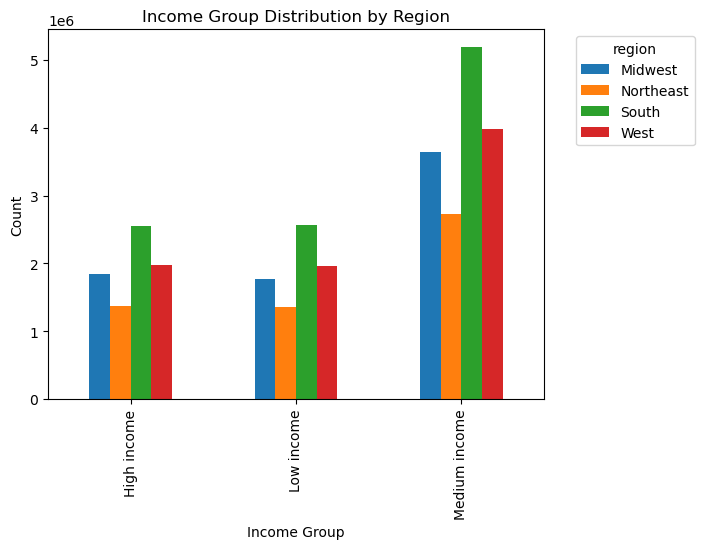 Income Group Distribution by Region
1e6
region
Midwest
Northeast
South
West
5
4
3
2
1
0
Count
High income
Low income
Medium income
Income Group